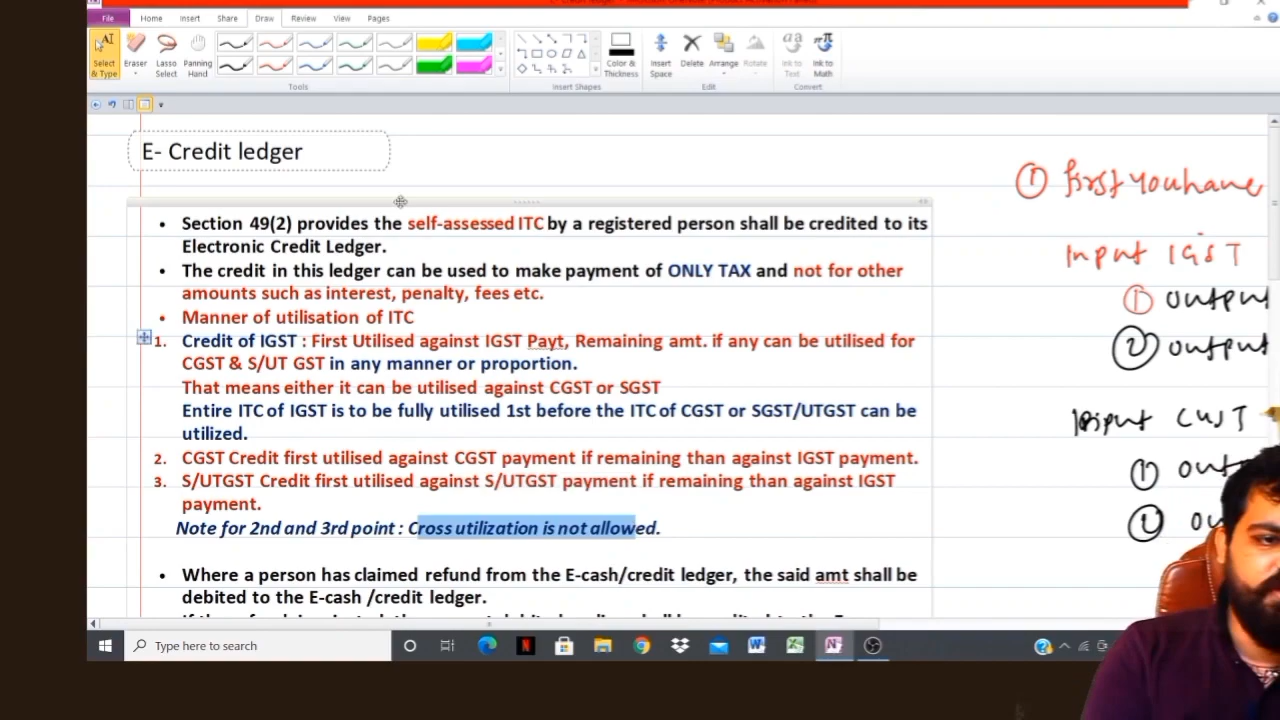 File Home Insert Share Draw Review View Pages
Select & Type
Eraser
Lasso Select
Panning Hand
Color & Thickness
Insert Space
Delete
Arrange
Rotate
Ink to Text
Ink to Math
Tools
Insert Shapes
Edit
Convert
E- Credit ledger
• Section 49(2) provides the self-assessed ITC by a registered person shall be credited to its
Electronic Credit Ledger.
• The credit in this ledger can be used to make payment of ONLY TAX and not for other
amounts such as interest, penalty, fees etc.
• Manner of utilisation of ITC
1. Credit of IGST : First Utilised against IGST Payt, Remaining amt. if any can be utilised for
CGST & S/UT GST in any manner or proportion.
That means either it can be utilised against CGST or SGST
Entire ITC of IGST is to be fully utilised 1st before the ITC of CGST or SGST/UTGST can be
utilized.
2. CGST Credit first utilised against CGST payment if remaining than against IGST payment.
3. S/UTGST Credit first utilised against S/UTGST payment if remaining than against IGST
payment.
Note for 2nd and 3rd point : Cross utilization is not allowed.
• Where a person has claimed refund from the E-cash/credit ledger, the said amt shall be
debited to the E-cash /credit ledger.
① first you have
Input IGST
① output
② output
Input CGST
①
②
Type here to search